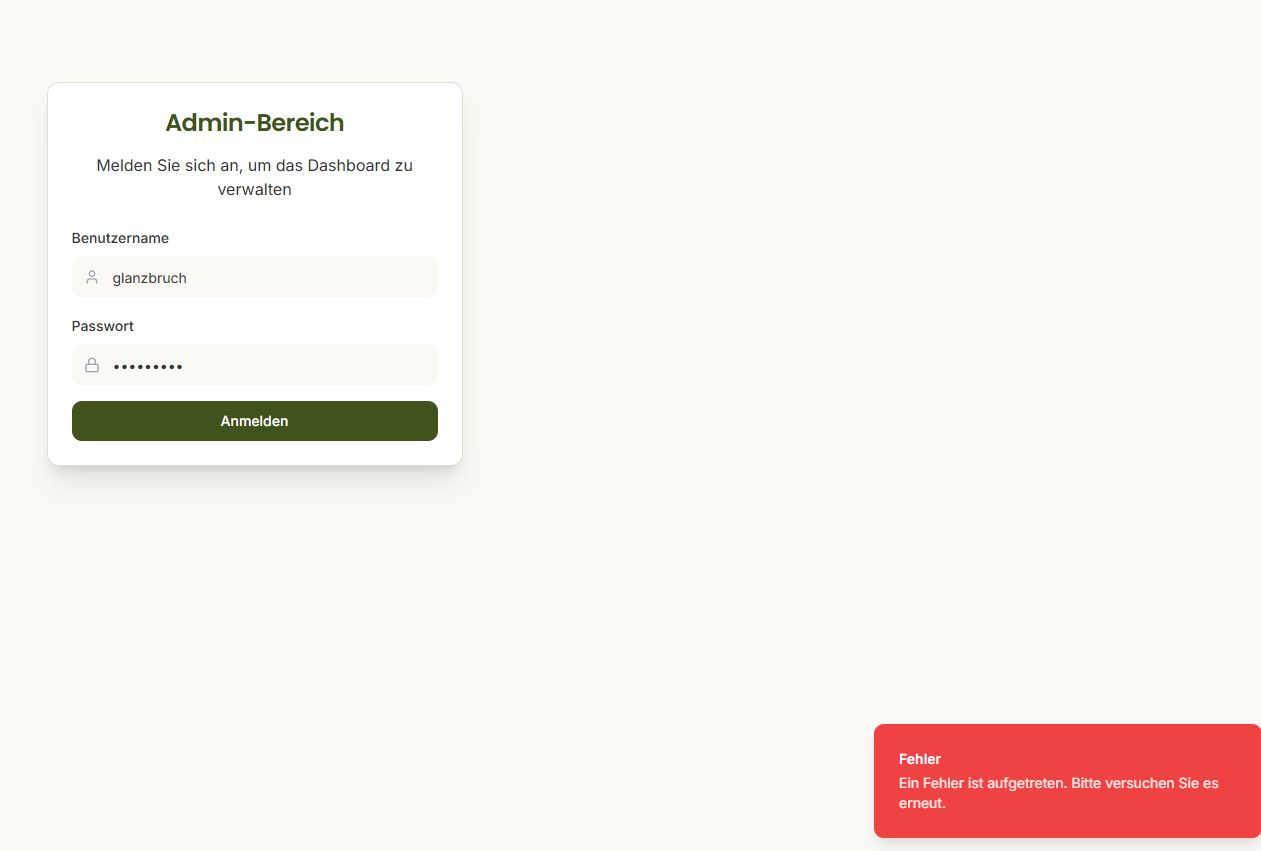 Admin-Bereich
Melden Sie sich an, um das Dashboard zu
verwalten
Benutzername
glanzbruch
Passwort
•••••••••
Anmelden
Fehler
Ein Fehler ist aufgetreten. Bitte versuchen Sie es
erneut.